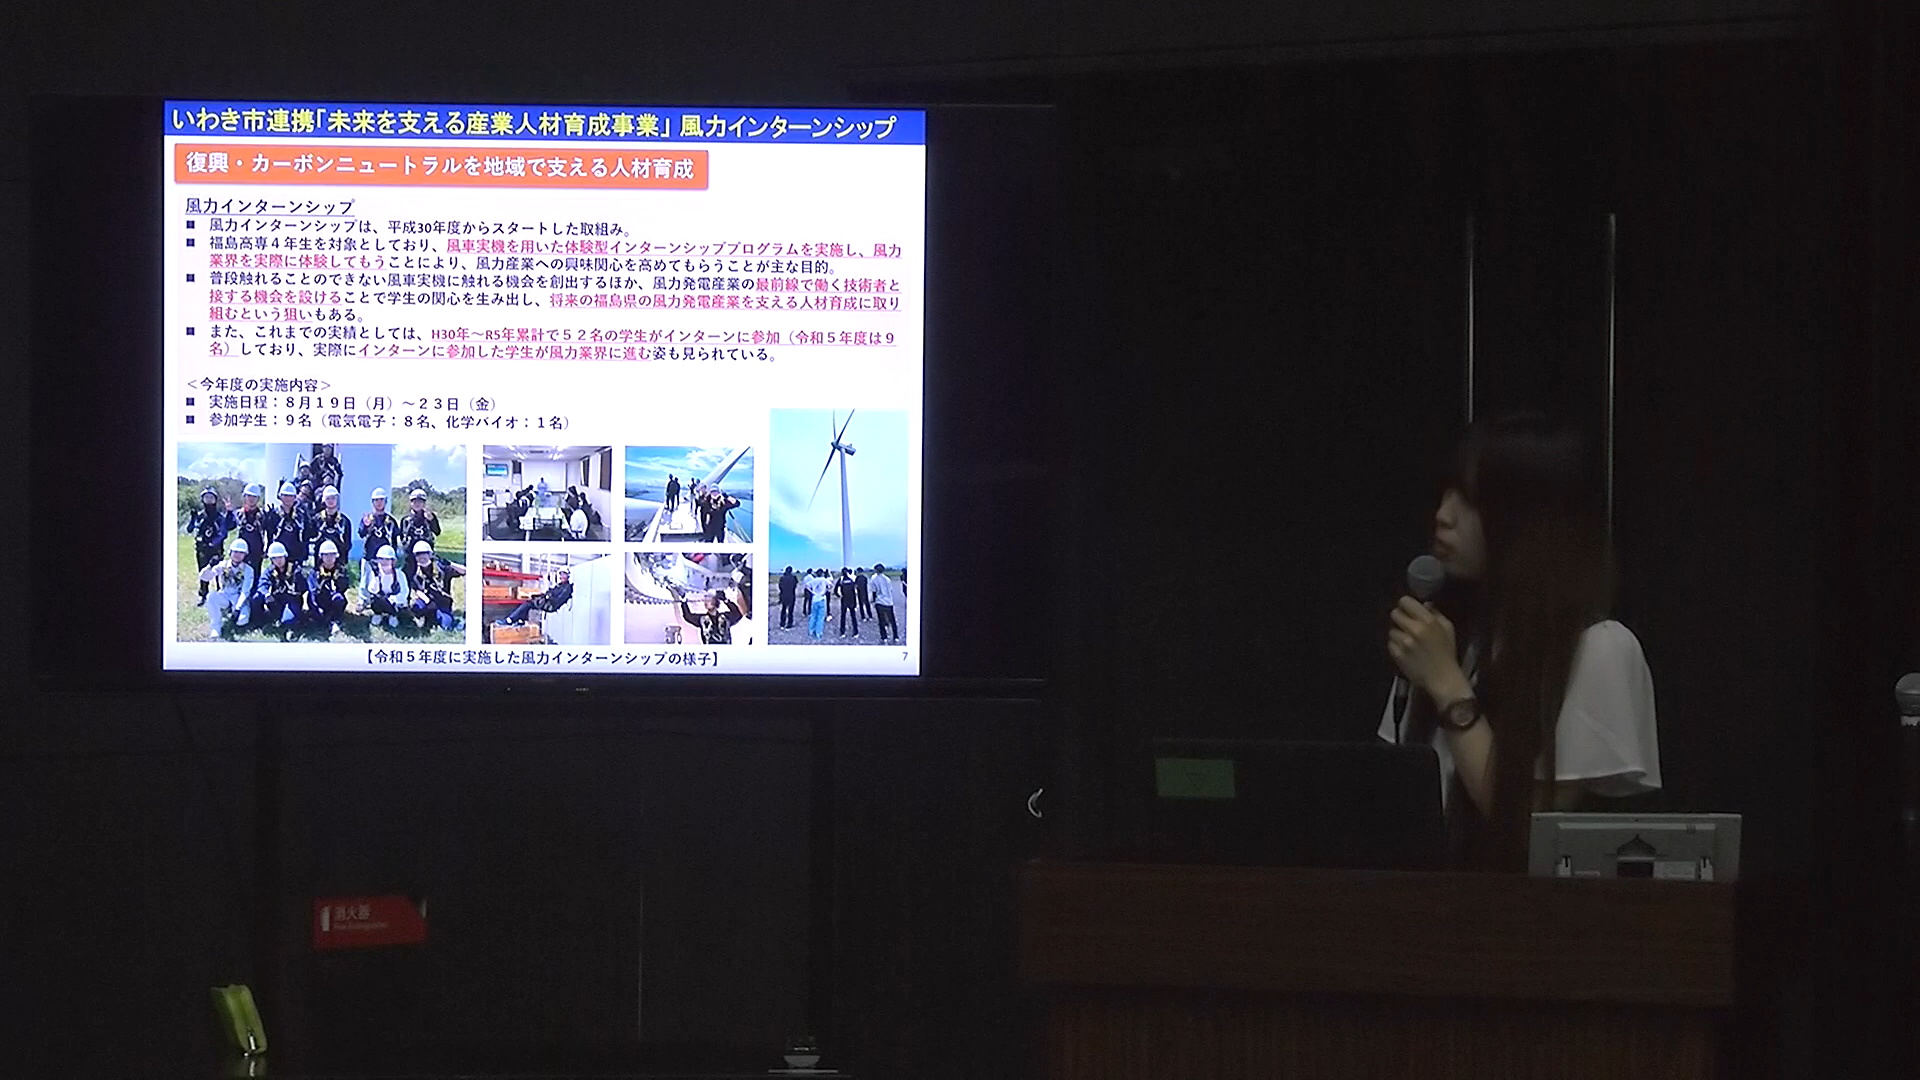 いわき市連携「未来を支える産業人材育成事業」 風力インターンシップ
復興・カーボンニュートラルを地域で支える人材育成
風力インターンシップ
■ 風力インターンシップは、平成30年度からスタートした取組み。
■ 福島高専４年生を対象としており、風車実機を用いた体験型インターンシッププログラムを実施し、風力
業界を実際に体験してもらうことにより、風力産業への興味関心を高めてもらうことが主な目的。
■ 普段触れることのできない風車実機に触れる機会を創出するほか、風力発電産業の最前線で働く技術者と
接する機会を設けることで学生の関心を生み出し、将来の福島県の風力発電産業を支える人材育成に取り
組むという狙いもある。
■ また、これまでの実績としては、H30年～R5年累計で５２名の学生がインターンに参加（令和５年度は９
名）しており、実際にインターンに参加した学生が風力業界に進む姿も見られている。
＜今年度の実施内容＞
■ 実施日程：８月１９日（月）～２３日（金）
■ 参加学生：９名（電気電子：８名、化学バイオ：１名）
【令和５年度に実施した風力インターンシップの様子】
7
消火器
Fire Extinguisher